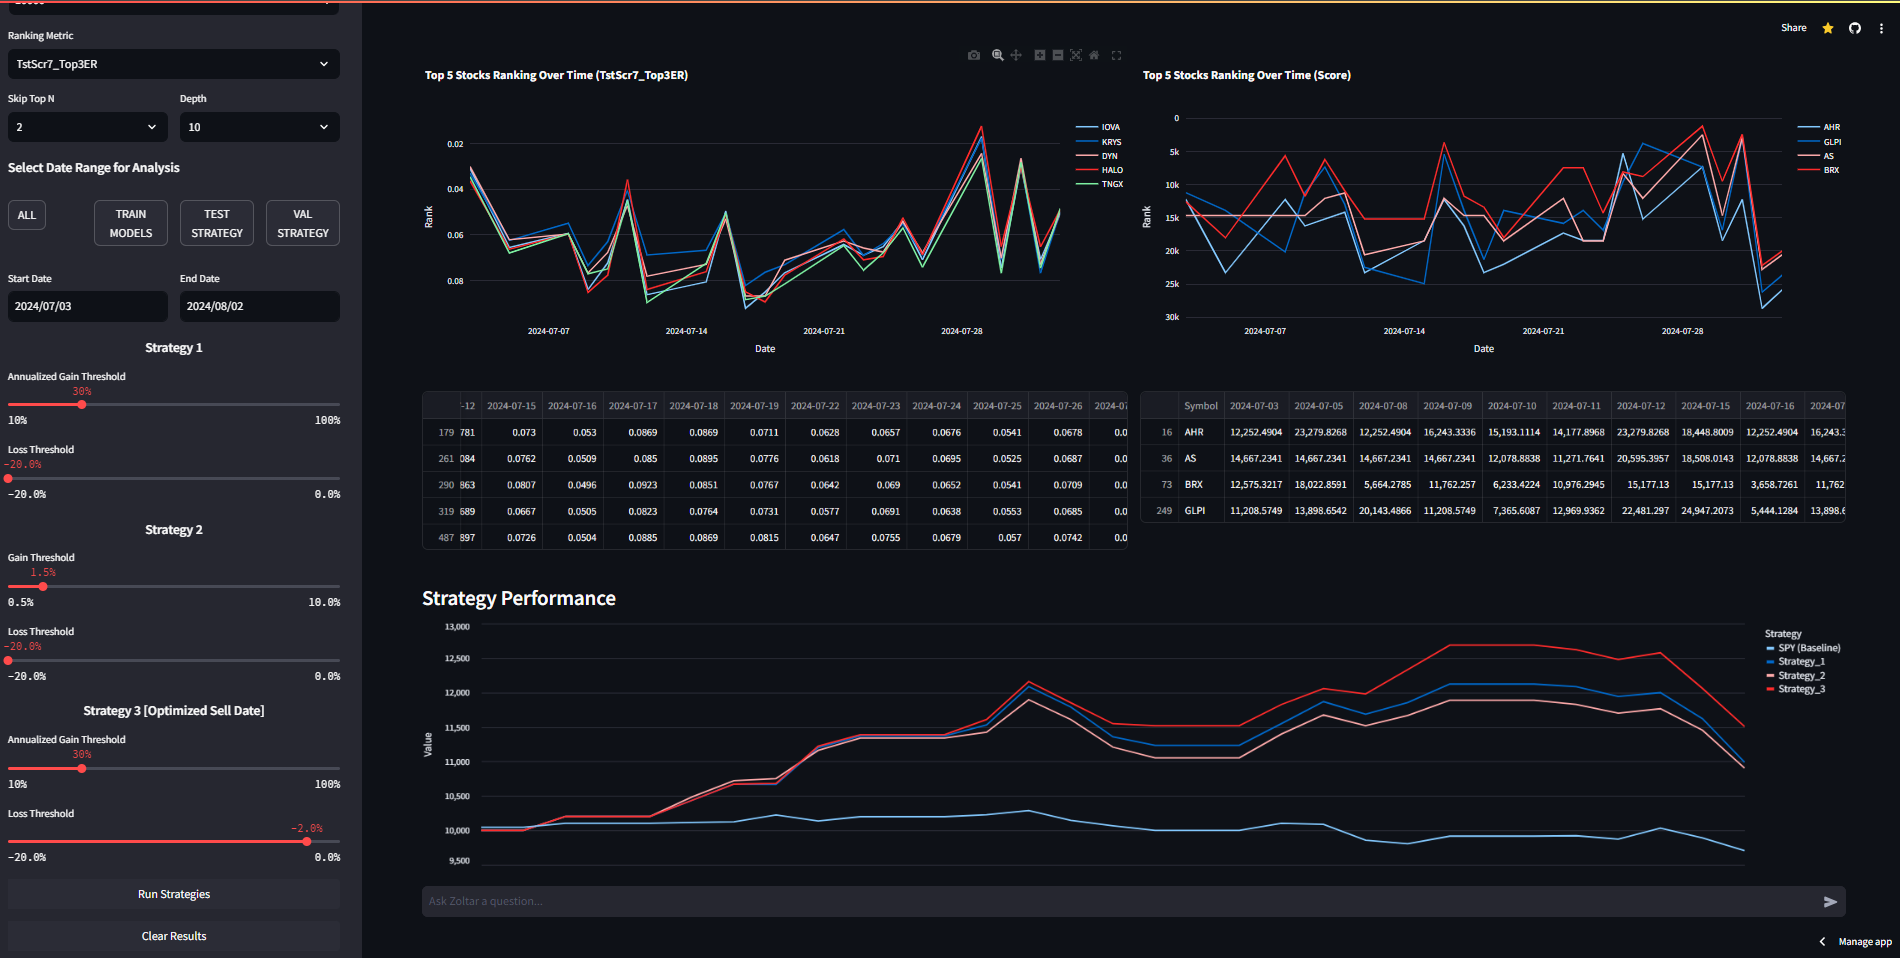 Ranking Metric
TstScr7_Top3ER
Skip Top N
Depth
2
10
Select Date Range for Analysis
ALL
TRAIN MODELS
TEST STRATEGY
VAL STRATEGY
Start Date
End Date
2024/07/03
2024/08/02
Strategy 1
Annualized Gain Threshold
30%
10% 100%
Loss Threshold
-20.0%
-20.0% 0.0%
Strategy 2
Gain Threshold
1.5%
0.5% 10.0%
Loss Threshold
-20.0%
-20.0% 0.0%
Strategy 3 [Optimized Sell Date]
Annualized Gain Threshold
30%
10% 100%
Loss Threshold
-2.0%
-20.0% 0.0%
Run Strategies
Clear Results
Share
Top 5 Stocks Ranking Over Time (TstScr7_Top3ER)
0.02
0.04
0.06
0.08
Rank
2024-07-07 2024-07-14 2024-07-21 2024-07-28
Date
IOVA
KRYS
DYN
HALO
TNGX
Top 5 Stocks Ranking Over Time (Score)
0
5k
10k
15k
20k
25k
30k
Rank
2024-07-07 2024-07-14 2024-07-21 2024-07-28
Date
AHR
GLPI
AS
BRX
-12 2024-07-15 2024-07-16 2024-07-17 2024-07-18 2024-07-19 2024-07-22 2024-07-23 2024-07-24 2024-07-25 2024-07-26 2024-07
179 781 0.073 0.053 0.0869 0.0869 0.0711 0.0628 0.0657 0.0676 0.0541 0.0678 0.0
261 084 0.0762 0.0509 0.085 0.0895 0.0776 0.0618 0.071 0.0695 0.0525 0.0687 0.0
290 863 0.0807 0.0496 0.0923 0.0851 0.0767 0.0642 0.069 0.0652 0.0541 0.0709 0.0
319 689 0.0667 0.0505 0.0823 0.0764 0.0731 0.0577 0.0691 0.0638 0.0553 0.0685 0.0
487 897 0.0726 0.0504 0.0885 0.0869 0.0815 0.0647 0.0755 0.0679 0.057 0.0742 0.0
Symbol 2024-07-03 2024-07-05 2024-07-08 2024-07-09 2024-07-10 2024-07-11 2024-07-12 2024-07-15 2024-07-16 2024-07
16 AHR 12,252.4904 23,279.8268 12,252.4904 16,243.3336 15,193.1114 14,177.8968 23,279.8268 18,448.8009 12,252.4904 16,243.3
36 AS 14,667.2341 14,667.2341 14,667.2341 14,667.2341 12,078.8838 11,271.7641 20,595.3957 18,508.0143 12,078.8838 14,667.2
73 BRX 12,575.3217 18,022.8591 5,664.2785 11,762.257 6,233.4224 10,976.2945 15,177.13 15,177.13 3,658.7261 11,762
249 GLPI 11,208.5749 13,898.6542 20,143.4866 11,208.5749 7,365.6087 12,969.9362 22,481.297 24,947.2073 5,444.1284 13,898.6
Strategy Performance
13,000
12,500
12,000
11,500
11,000
10,500
10,000
9,500
Value
Strategy
SPY (Baseline)
Strategy_1
Strategy_2
Strategy_3
Ask Zoltar a question...
Manage app